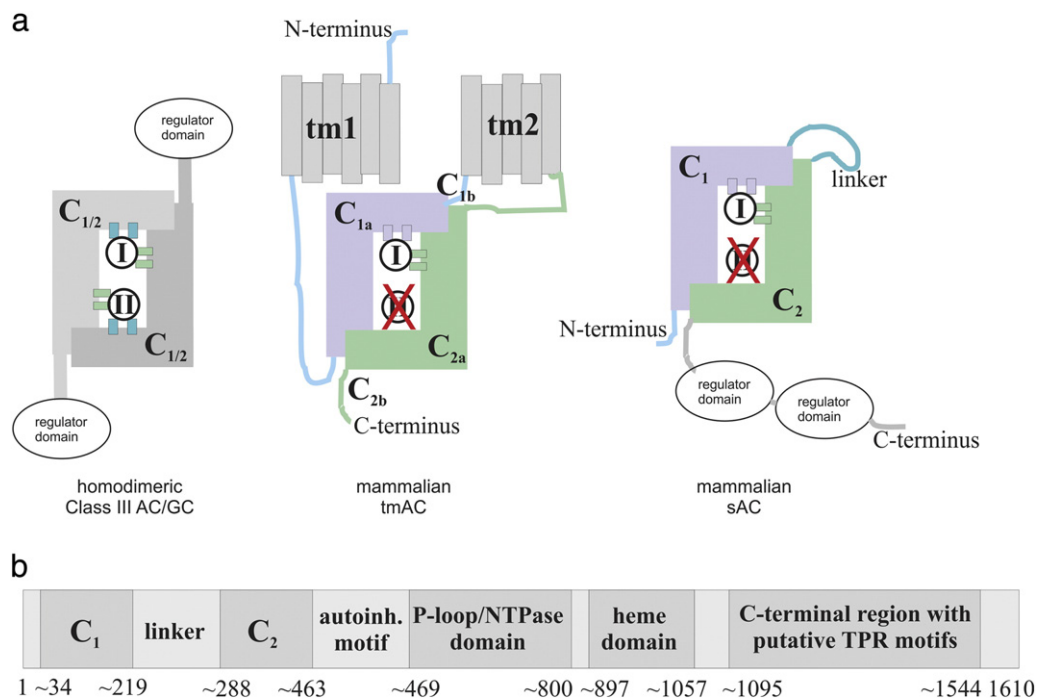 a
N-terminus
regulator
domain
tm1
tm2
C1/2
I
II
C1/2
regulator
domain
C1b
C1a
I
C2a
C2b
C-terminus
C1
linker
I
C2
N-terminus
regulator
domain
regulator
domain
C-terminus
homodimeric
Class III AC/GC
mammalian
tmAC
mammalian
sAC
b
C1
linker
C2
autoinh.
motif
P-loop/NTPase
domain
heme
domain
C-terminal region with
putative TPR motifs
1 ~34 ~219 ~288 ~463 ~469 ~800 ~897 ~1057 ~1095 ~1544 1610